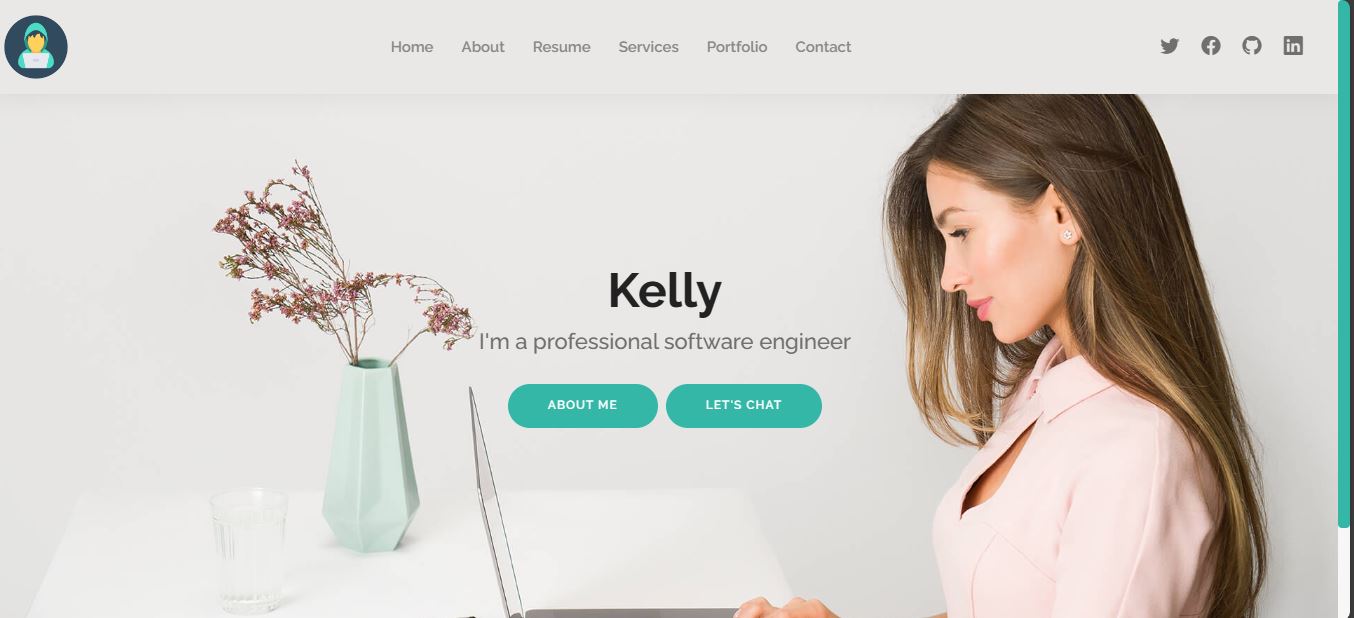 Home About Resume Services Portfolio Contact
Kelly
I'm a professional software engineer
ABOUT ME LET'S CHAT